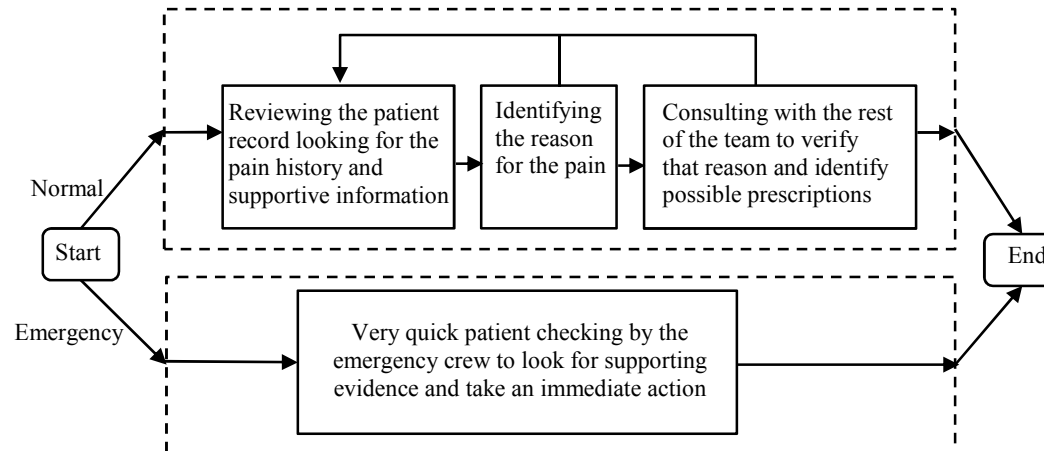 Reviewing the patient
record looking for the
pain history and
supportive information
Identifying
the reason
for the pain
Consulting with the rest
of the team to verify
that reason and identify
possible prescriptions
Normal
Start
End
Emergency
Very quick patient checking by the
emergency crew to look for supporting
evidence and take an immediate action